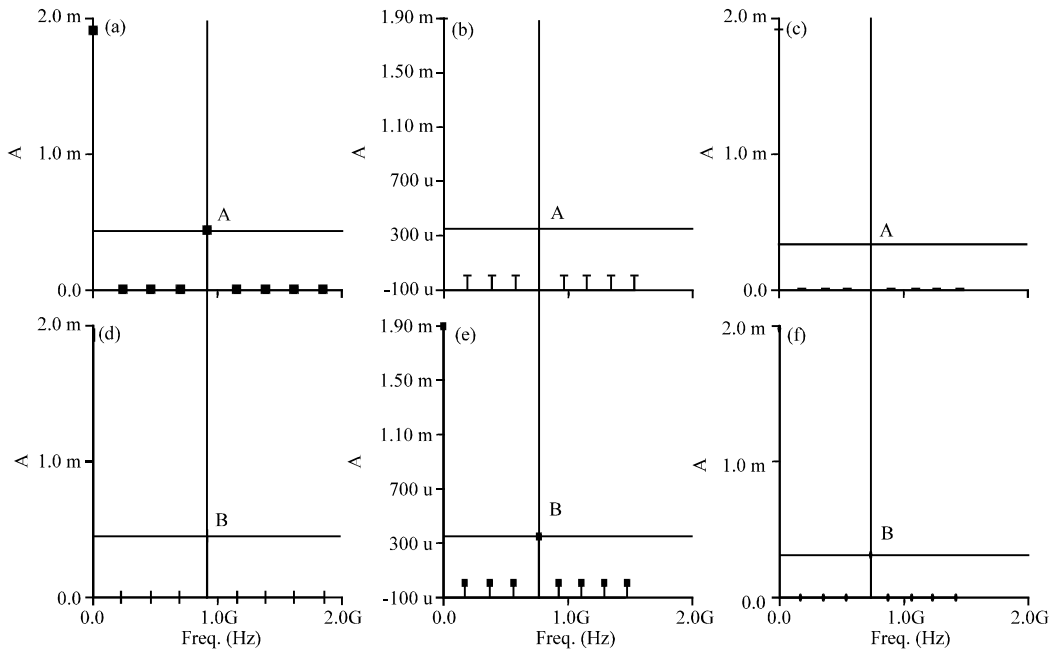 (a)
2.0 m
1.0 m
0.0
A
A
(b)
1.90 m
1.50 m
1.10 m
700 u
300 u
-100 u
A
A
(c)
2.0 m
1.0 m
0.0
A
A
(d)
2.0 m
1.0 m
0.0
A
B
0.0
1.0G
2.0G
Freq. (Hz)
(e)
1.90 m
1.50 m
1.90 m
700 u
300 u
-100 u
A
B
0.0
1.0G
2.0G
Freq. (Hz)
(f)
2.0 m
1.0 m
0.0
A
B
0.0
1.0G
2.0G
Freq. (Hz)